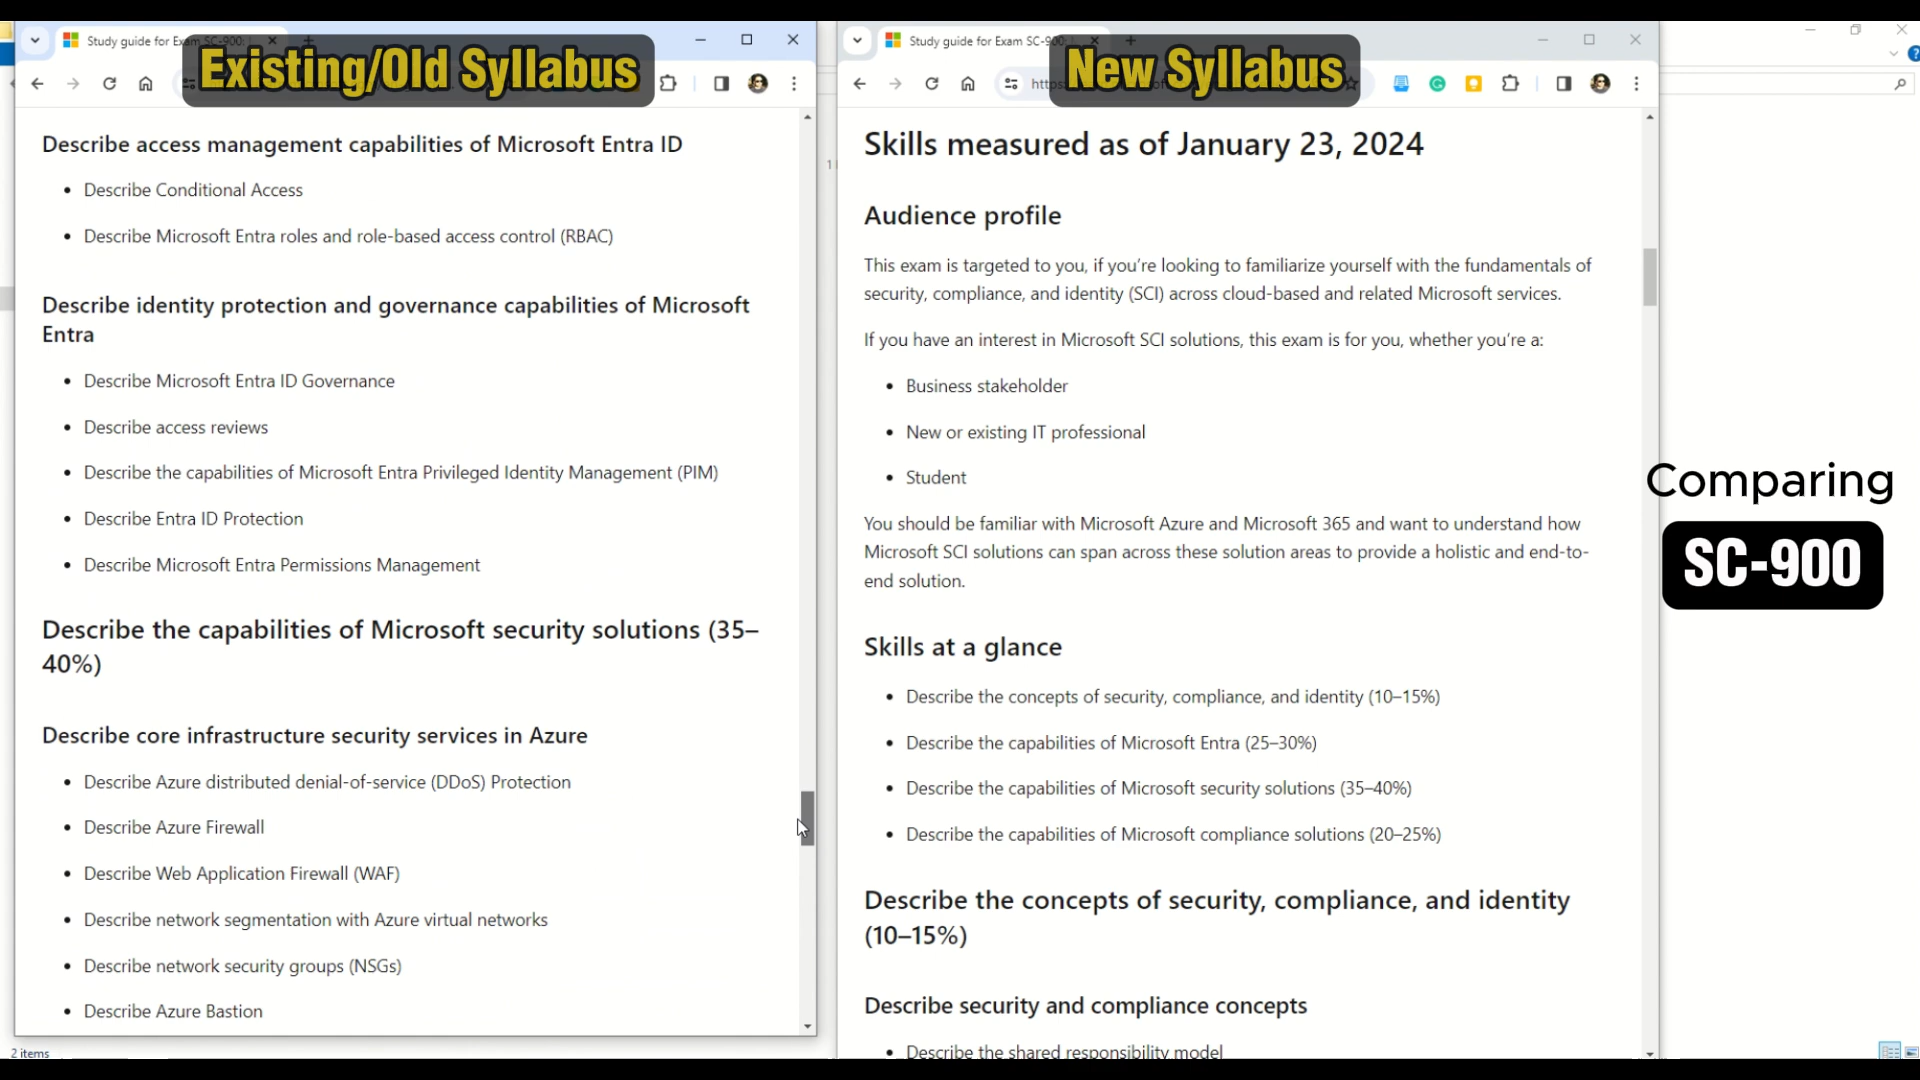 Study guide for Exam SC-900:
Existing/Old Syllabus
Describe access management capabilities of Microsoft Entra ID
• Describe Conditional Access
• Describe Microsoft Entra roles and role-based access control (RBAC)
Describe identity protection and governance capabilities of Microsoft
Entra
• Describe Microsoft Entra ID Governance
• Describe access reviews
• Describe the capabilities of Microsoft Entra Privileged Identity Management (PIM)
• Describe Entra ID Protection
• Describe Microsoft Entra Permissions Management
Describe the capabilities of Microsoft security solutions (35–
40%)
Describe core infrastructure security services in Azure
• Describe Azure distributed denial-of-service (DDoS) Protection
• Describe Azure Firewall
• Describe Web Application Firewall (WAF)
• Describe network segmentation with Azure virtual networks
• Describe network security groups (NSGs)
• Describe Azure Bastion
2 items
Study guide for Exam SC-900:
New Syllabus
https
Skills measured as of January 23, 2024
Audience profile
This exam is targeted to you, if you’re looking to familiarize yourself with the fundamentals of
security, compliance, and identity (SCI) across cloud-based and related Microsoft services.
If you have an interest in Microsoft SCI solutions, this exam is for you, whether you’re a:
• Business stakeholder
• New or existing IT professional
• Student
You should be familiar with Microsoft Azure and Microsoft 365 and want to understand how
Microsoft SCI solutions can span across these solution areas to provide a holistic and end-to-
end solution.
Skills at a glance
• Describe the concepts of security, compliance, and identity (10–15%)
• Describe the capabilities of Microsoft Entra (25–30%)
• Describe the capabilities of Microsoft security solutions (35–40%)
• Describe the capabilities of Microsoft compliance solutions (20–25%)
Describe the concepts of security, compliance, and identity
(10–15%)
Describe security and compliance concepts
• Describe the shared responsibility model
Comparing
SC-900